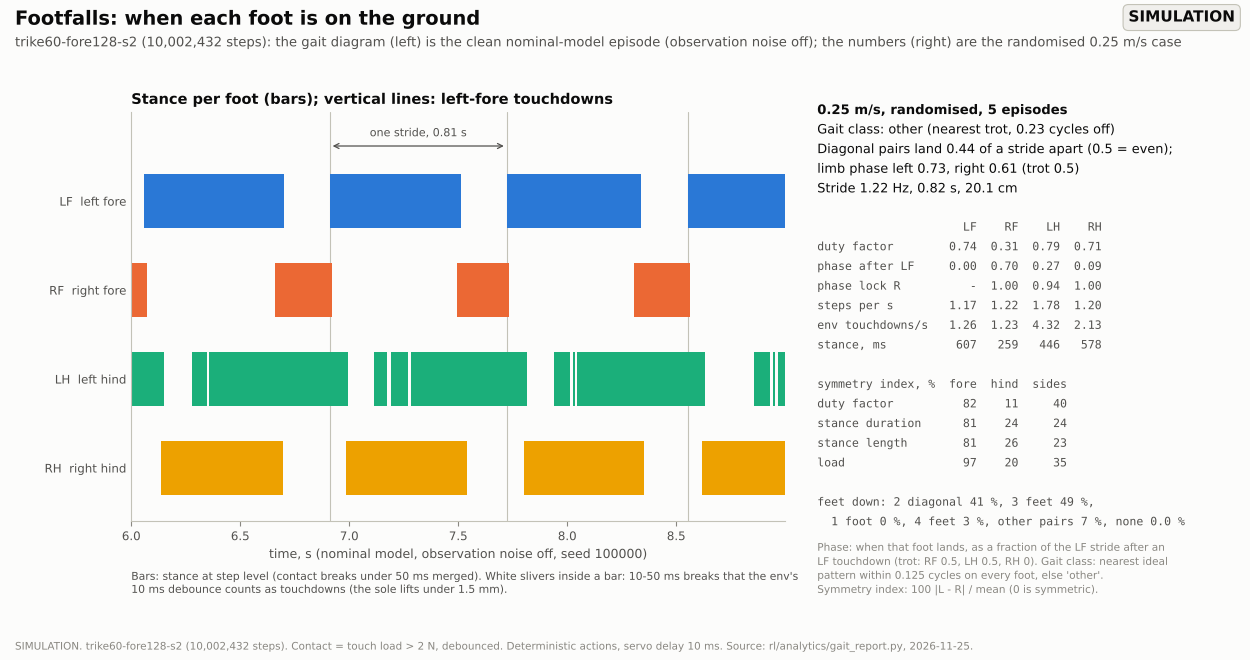 Footfalls: when each foot is on the ground
SIMULATION
trike60-fore128-s2 (10,002,432 steps): the gait diagram (left) is the clean nominal-model episode (observation noise off); the numbers (right) are the randomised 0.25 m/s case
Stance per foot (bars); vertical lines: left-fore touchdowns
one stride, 0.81 s
LF left fore
RF right fore
LH left hind
RH right hind
6.0 6.5 7.0 7.5 8.0 8.5
time, s (nominal model, observation noise off, seed 100000)
Bars: stance at step level (contact breaks under 50 ms merged). White slivers inside a bar: 10-50 ms breaks that the env's
10 ms debounce counts as touchdowns (the sole lifts under 1.5 mm).
0.25 m/s, randomised, 5 episodes
Gait class: other (nearest trot, 0.23 cycles off)
Diagonal pairs land 0.44 of a stride apart (0.5 = even);
limb phase left 0.73, right 0.61 (trot 0.5)
Stride 1.22 Hz, 0.82 s, 20.1 cm
LF RF LH RH
duty factor 0.74 0.31 0.79 0.71
phase after LF 0.00 0.70 0.27 0.09
phase lock R - 1.00 0.94 1.00
steps per s 1.17 1.22 1.78 1.20
env touchdowns/s 1.26 1.23 4.32 2.13
stance, ms 607 259 446 578
symmetry index, % fore hind sides
duty factor 82 11 40
stance duration 81 24 24
stance length 81 26 23
load 97 20 35
feet down: 2 diagonal 41 %, 3 feet 49 %,
1 foot 0 %, 4 feet 3 %, other pairs 7 %, none 0.0 %
Phase: when that foot lands, as a fraction of the LF stride after an
LF touchdown (trot: RF 0.5, LH 0.5, RH 0). Gait class: nearest ideal
pattern within 0.125 cycles on every foot, else 'other'.
Symmetry index: 100 |L - R| / mean (0 is symmetric).
SIMULATION. trike60-fore128-s2 (10,002,432 steps). Contact = touch load > 2 N, debounced. Deterministic actions, servo delay 10 ms. Source: rl/analytics/gait_report.py, 2026-11-25.